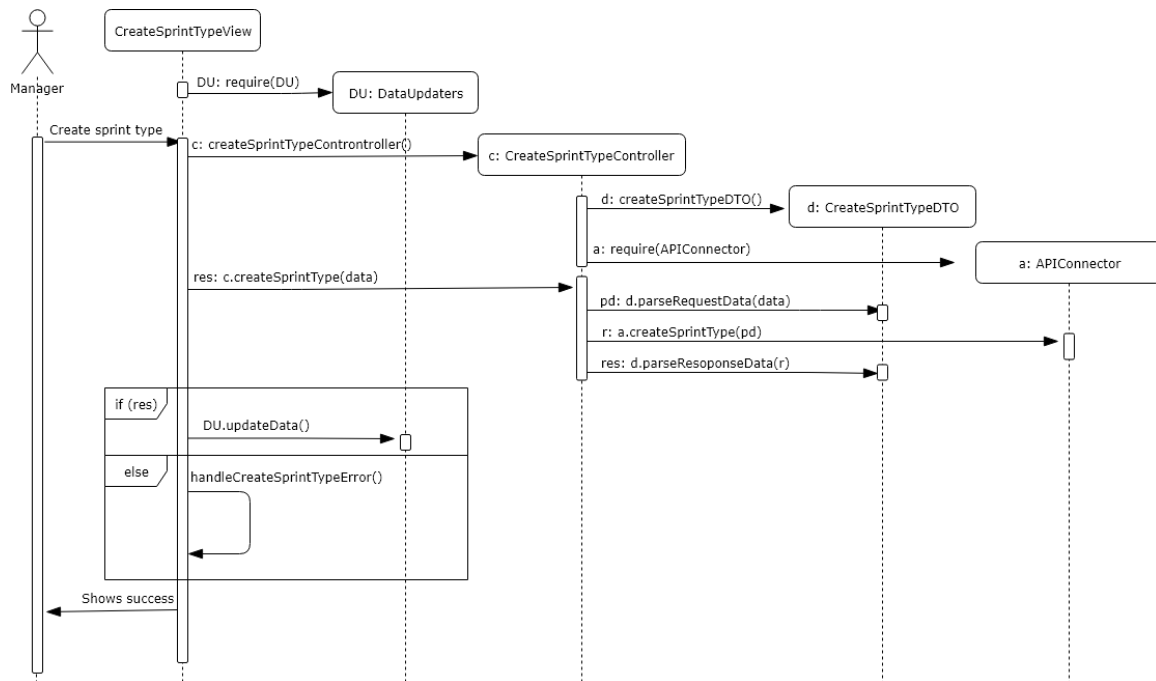 CreateSprintTypeView
Manager
DU: require(DU)
DU: DataUpdaters
Create sprint type
c: createSprintTypeControntroller()
c: CreateSprintTypeController
d: createSprintTypeDTO()
d: CreateSprintTypeDTO
a: require(APIConnector)
a: APIConnector
res: c.createSprintType(data)
pd: d.parseRequestData(data)
r: a.createSprintType(pd)
res: d.parseResoponseData(r)
if (res)
DU.updateData()
else
handleCreateSprintTypeError()
Shows success